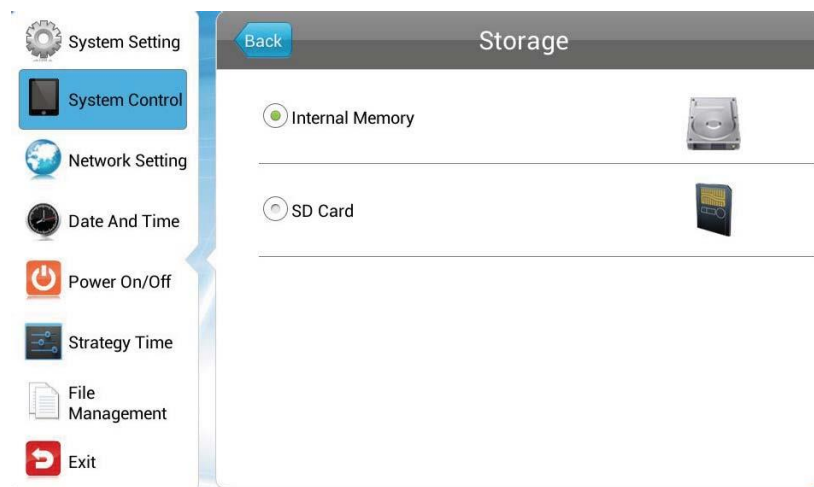 System Setting
System Control
Network Setting
Date And Time
Power On/Off
Strategy Time
File
Management
Exit
Back
Storage
Internal Memory
SD Card